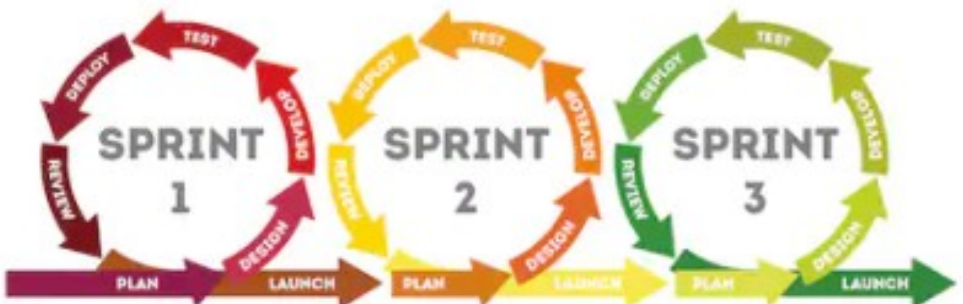 TEST
DEPLOY
DEVELOP
SPRINT
1
REVIEW
DESIGN
PLAN
LAUNCH
TEST
DEPLOY
DEVELOP
SPRINT
2
REVIEW
DESIGN
PLAN
LAUNCH
TEST
DEPLOY
DEVELOP
SPRINT
3
REVIEW
DESIGN
PLAN
LAUNCH